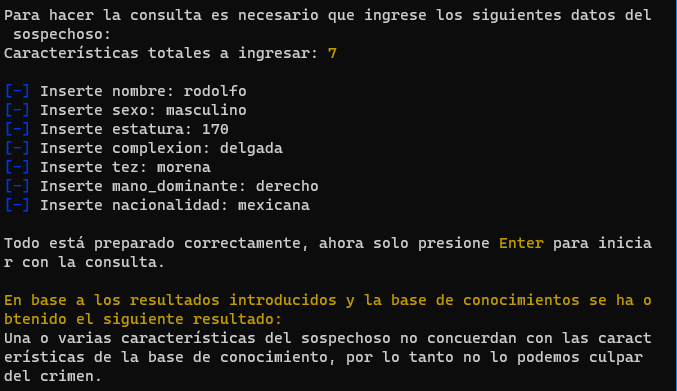 Para hacer la consulta es necesario que ingrese los siguientes datos del
 sospechoso:
Características totales a ingresar: 7
[-] Inserte nombre: rodolfo
[-] Inserte sexo: masculino
[-] Inserte estatura: 170
[-] Inserte complexion: delgada
[-] Inserte tez: morena
[-] Inserte mano_dominante: derecho
[-] Inserte nacionalidad: mexicana
Todo está preparado correctamente, ahora solo presione Enter para inicia
r con la consulta.
En base a los resultados introducidos y la base de conocimientos se ha o
btenido el siguiente resultado:
Una o varias características del sospechoso no concuerdan con las caract
erísticas de la base de conocimiento, por lo tanto no lo podemos culpar
del crimen.